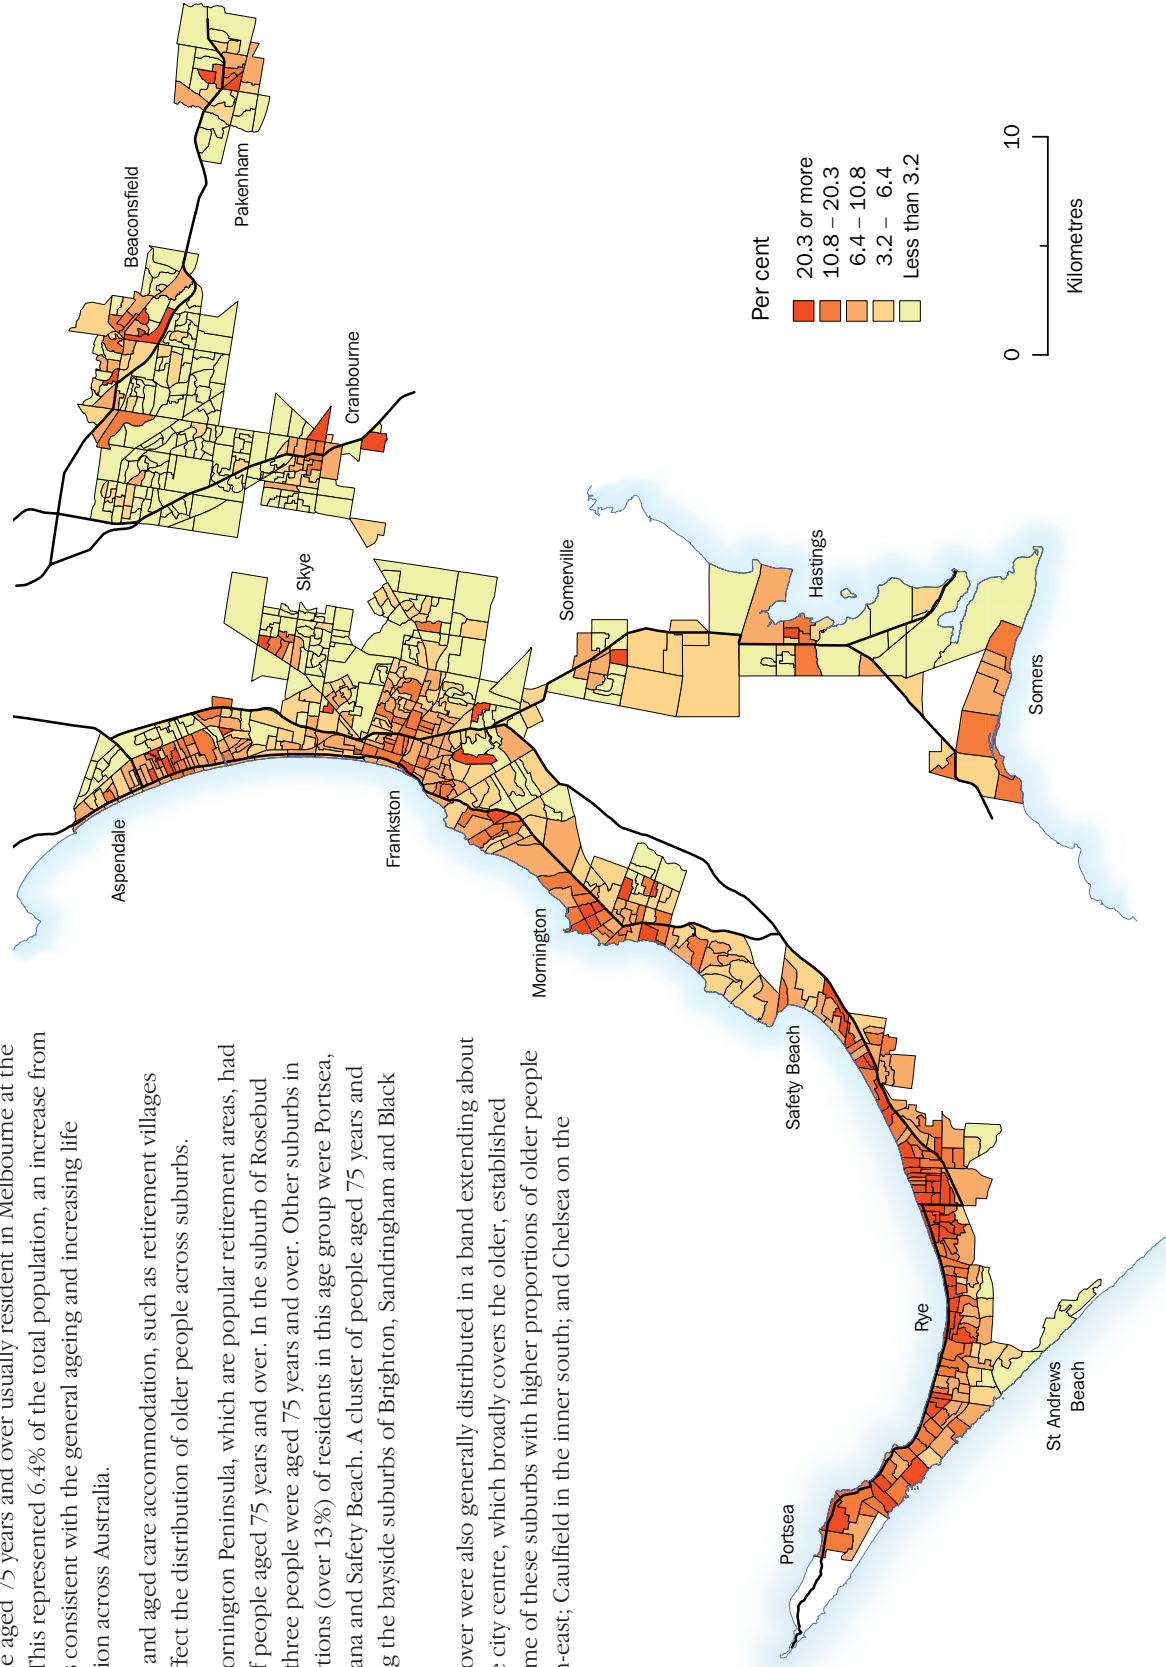 e aged 75 years and over usually resident in Melbourne at the
This represented 6.4% of the total population, an increase from
s consistent with the general ageing and increasing life
ion across Australia.
and aged care accommodation, such as retirement villages
ffect the distribution of older people across suburbs.
ornington Peninsula, which are popular retirement areas, had
f people aged 75 years and over. In the suburb of Rosebud
three people were aged 75 years and over. Other suburbs in
rtions (over 13%) of residents in this age group were Portsea,
ana and Safety Beach. A cluster of people aged 75 years and
g the bayside suburbs of Brighton, Sandringham and Black
over were also generally distributed in a band extending about
e city centre, which broadly covers the older, established
me of these suburbs with higher proportions of older people
n-east; Caulfield in the inner south; and Chelsea on the
Portsea
St Andrews
Beach
Rye
Safety Beach
Mornington
Frankston
Aspendale
Somers
Hastings
Somerville
Skye
Cranbourne
Beaconsfield
Pakenham
Per cent
20.3 or more
10.8 – 20.3
6.4 – 10.8
3.2 – 6.4
Less than 3.2
0 10
Kilometres